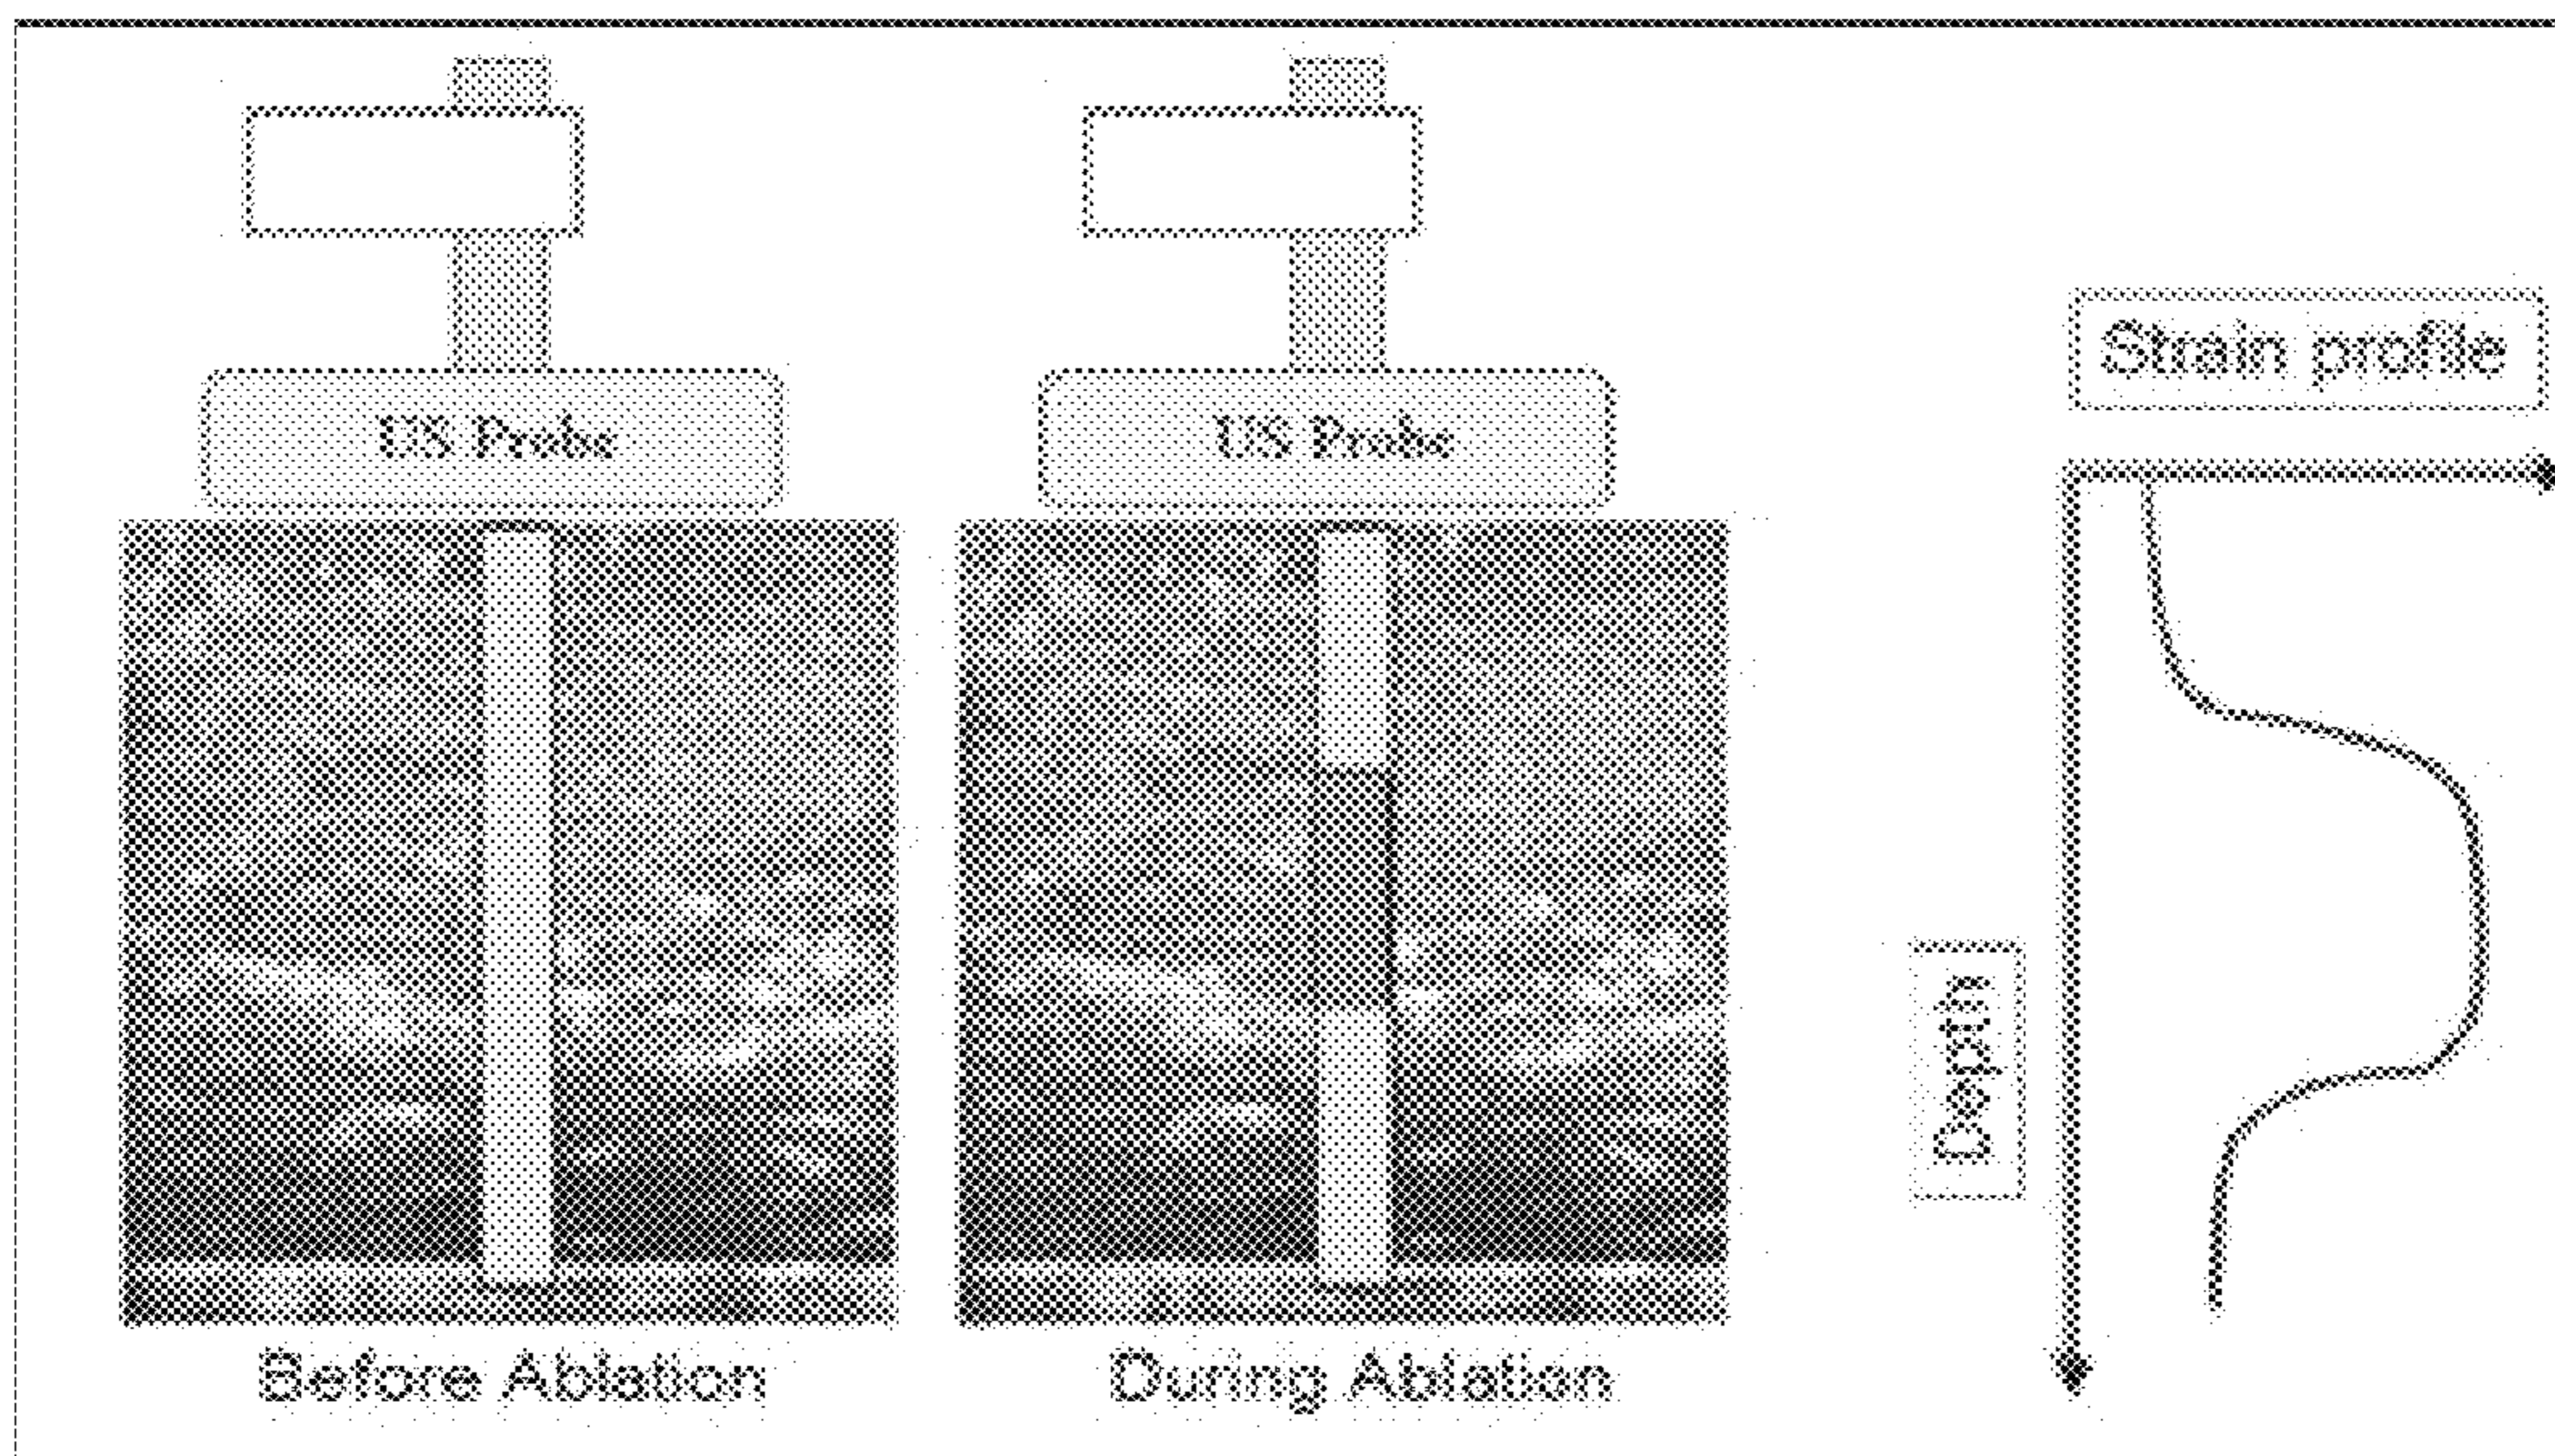 US Probe
US Probe
Strain profile
Depth
Before Ablation
During Ablation